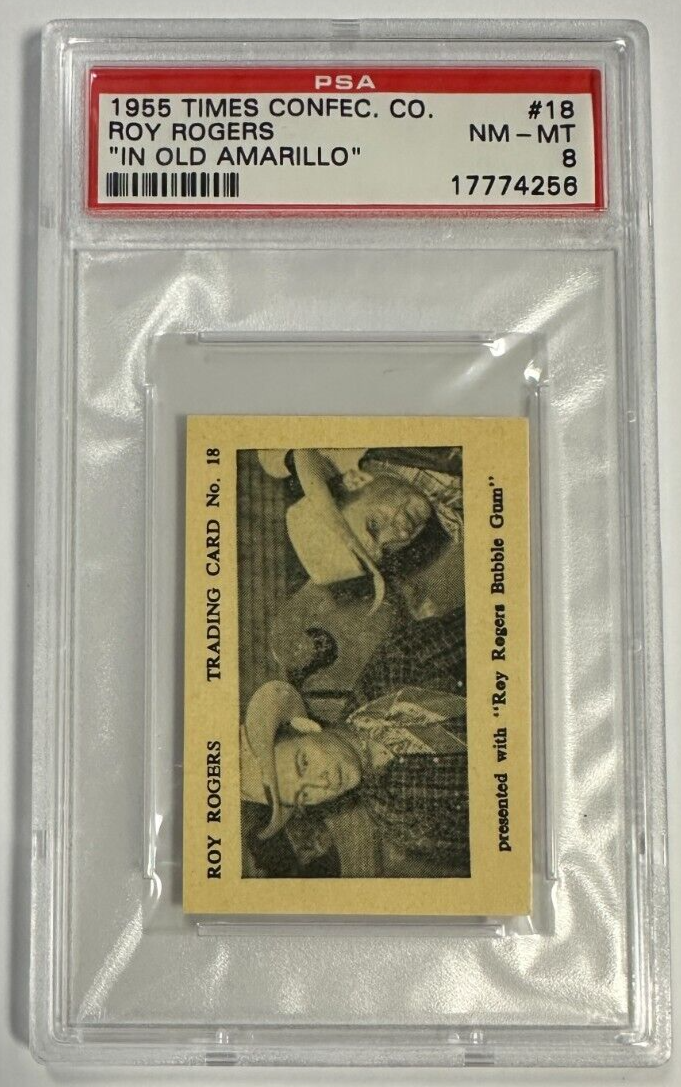 PSA
1955 TIMES CONFEC. CO. #18
ROY ROGERS NM-MT
"IN OLD AMARILLO" 8
17774256
ROY ROGERS TRADING CARD No. 18
presented with "Roy Rogers Bubble Gum"